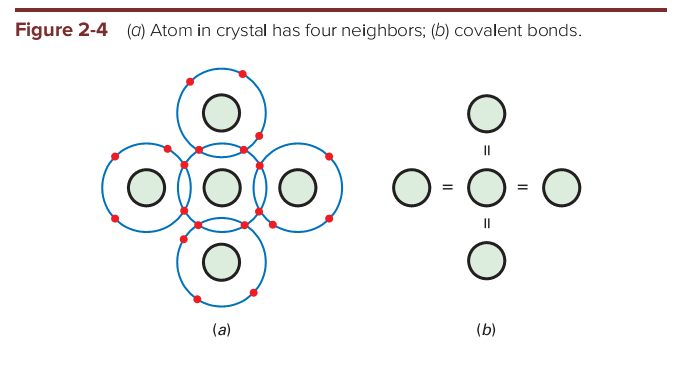 Figure 2-4 (a) Atom in crystal has four neighbors; (b) covalent bonds.
(a) (b)